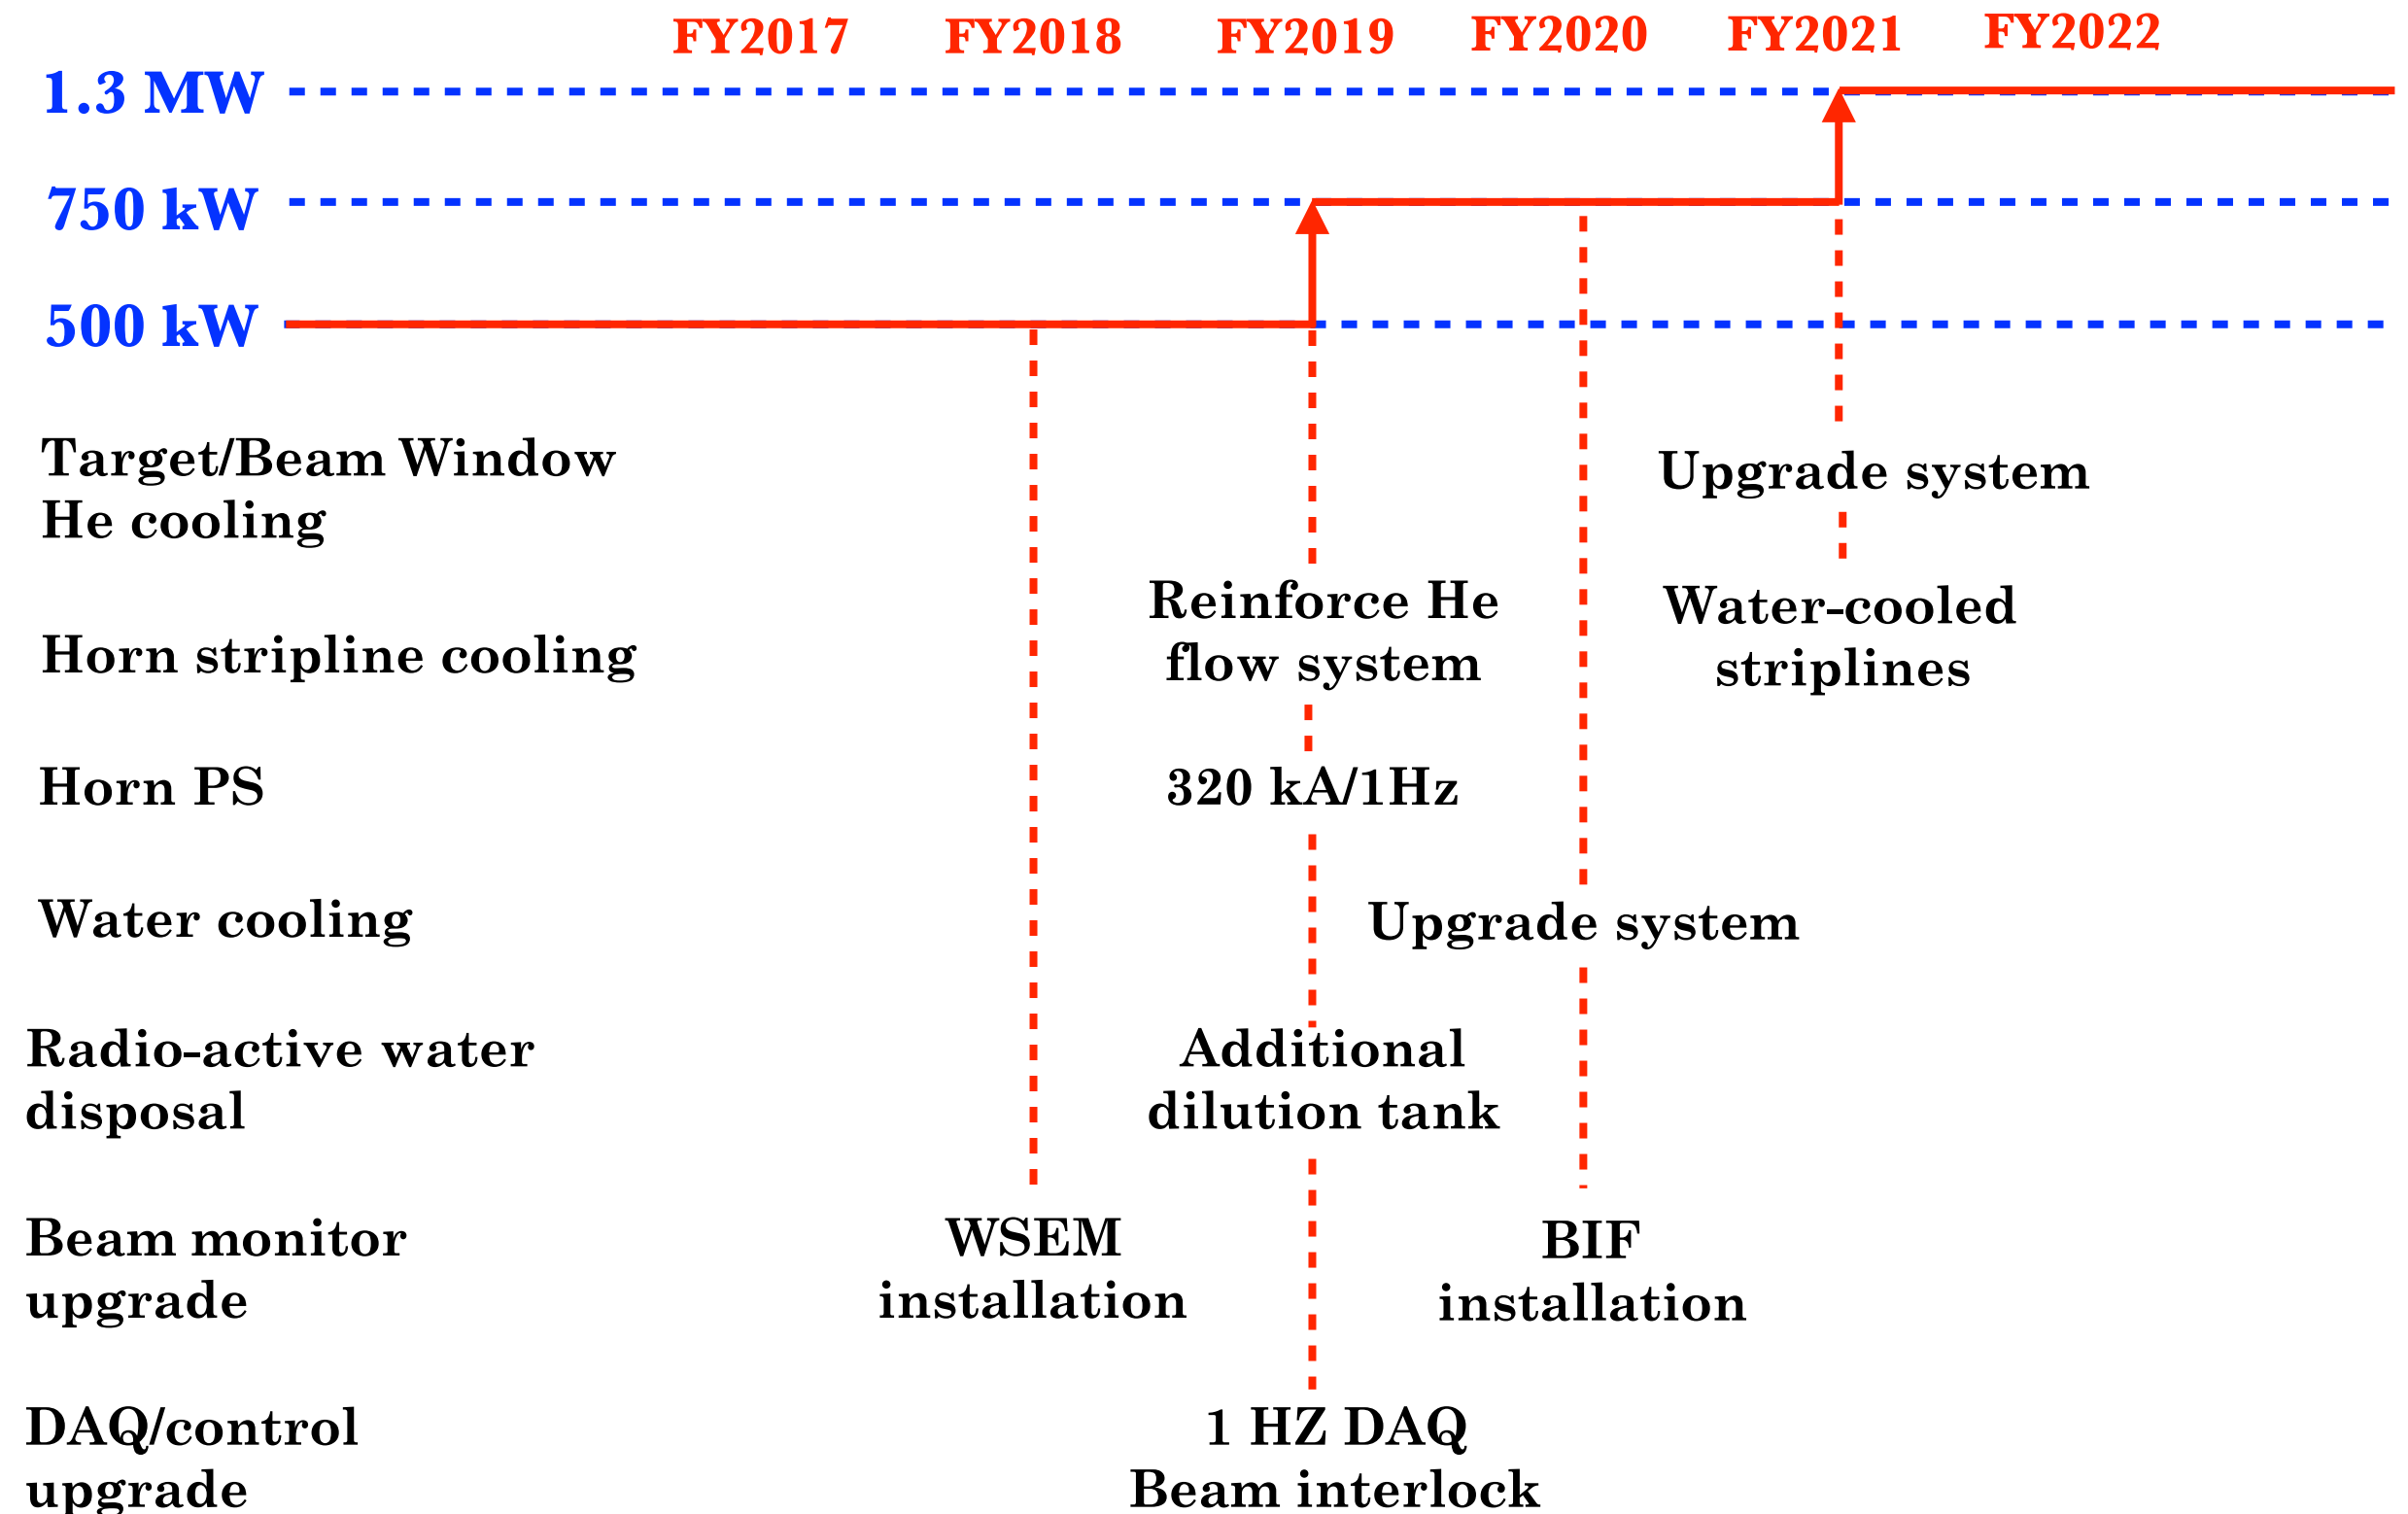 FY2017 FY2018 FY2019 FY2020 FY2021 FY2022
1.3 MW
750 kW
500 kW
Target/Beam Window
He cooling
Upgrade system
Horn stripline cooling
Reinforce He
flow system
Water-cooled
striplines
Horn PS
320 kA/1Hz
Water cooling
Upgrade system
Radio-active water
disposal
Additional
dilution tank
Beam monitor
upgrade
WSEM
installation
BIF
installation
DAQ/control
upgrade
1 HZ DAQ
Beam interlock